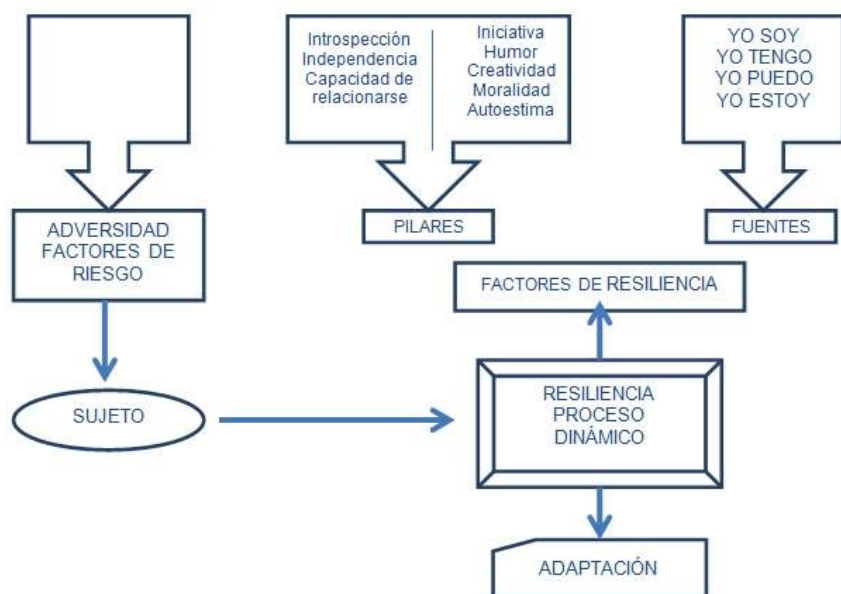 Introspección
Independencia
Capacidad de
relacionarse
Iniciativa
Humor
Creatividad
Moralidad
Autoestima
YO SOY
YO TENGO
YO PUEDO
YO ESTOY
ADVERSIDAD
FACTORES DE
RIESGO
PILARES
FUENTES
FACTORES DE RESILIENCIA
SUJETO
RESILIENCIA
PROCESO
DINÁMICO
ADAPTACIÓN